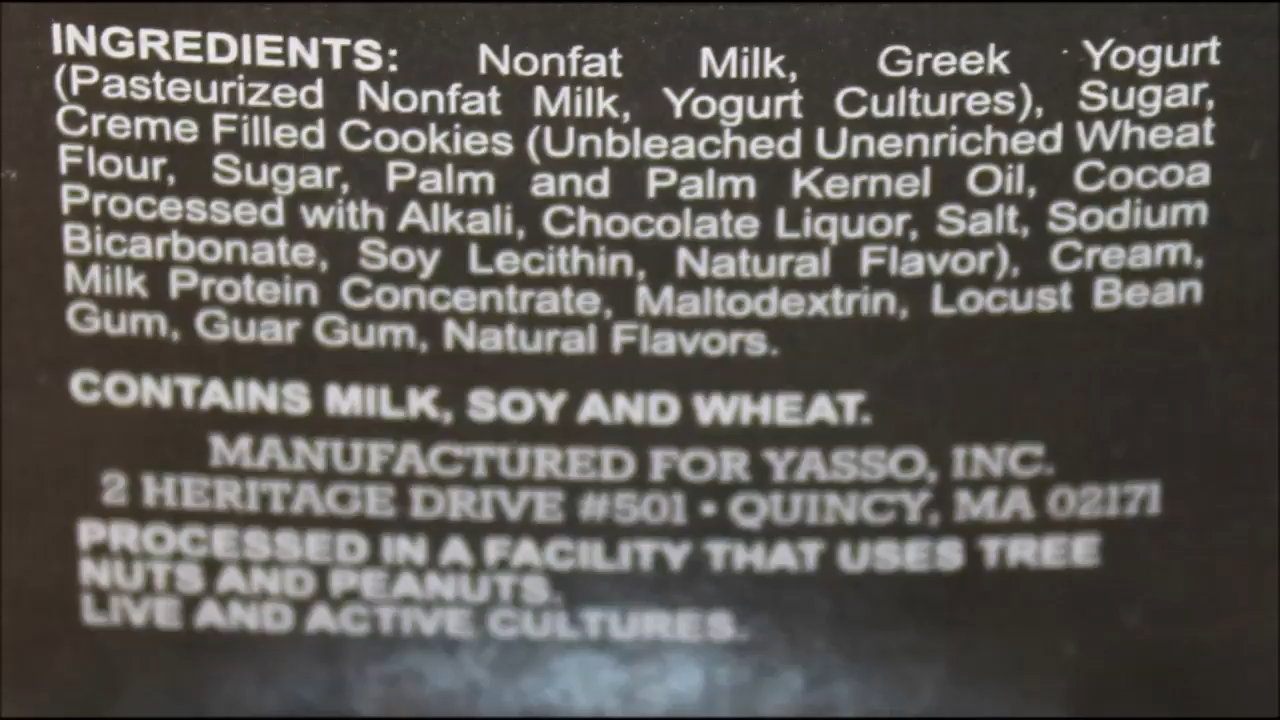 INGREDIENTS: Nonfat Milk, Greek Yogurt
(Pasteurized Nonfat Milk, Yogurt Cultures), Sugar,
Creme Filled Cookies (Unbleached Unenriched Wheat
Flour, Sugar, Palm and Palm Kernel Oil, Cocoa
Processed with Alkali, Chocolate Liquor, Salt, Sodium
Bicarbonate, Soy Lecithin, Natural Flavor), Cream,
Milk Protein Concentrate, Maltodextrin, Locust Bean
Gum, Guar Gum, Natural Flavors.
CONTAINS MILK, SOY AND WHEAT.
MANUFACTURED FOR YASSO, INC.
2 HERITAGE DRIVE #501 • QUINCY, MA 02171
PROCESSED IN A FACILITY THAT USES TREE
NUTS AND PEANUTS.
LIVE AND ACTIVE CULTURES.